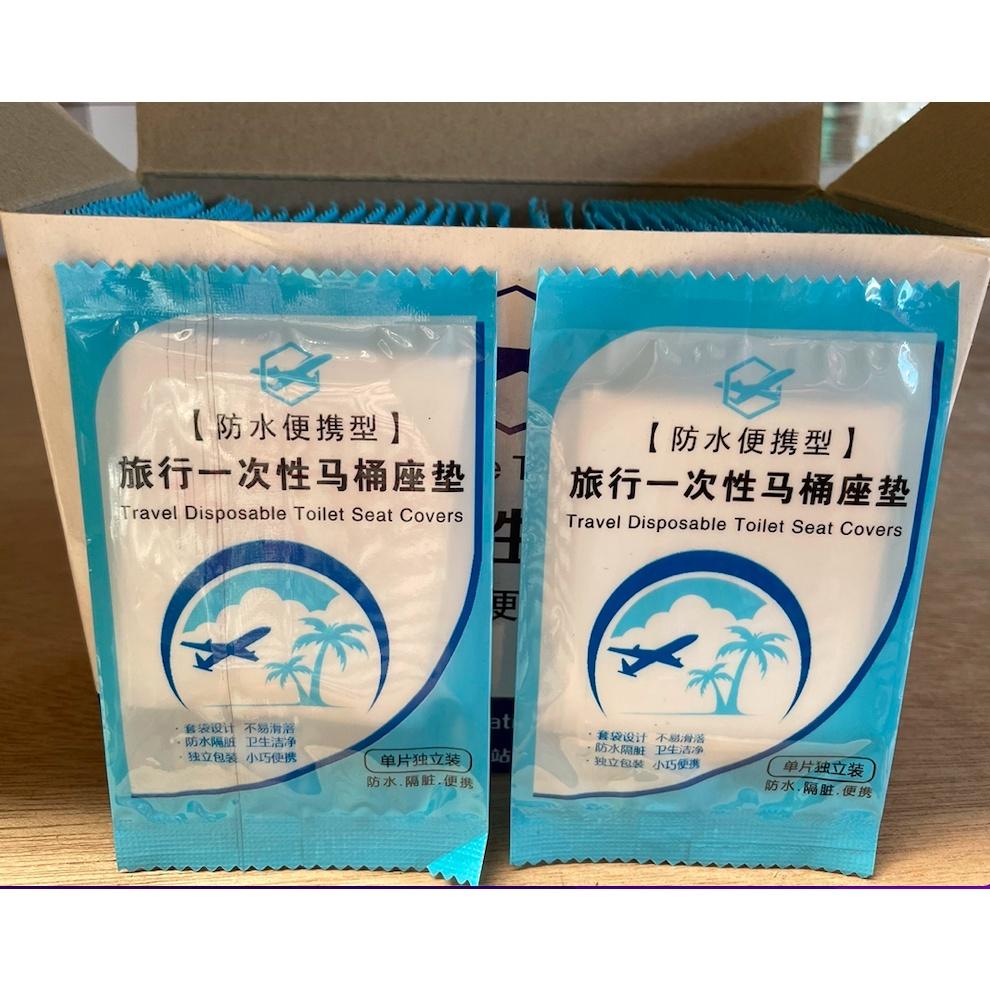 【防水便携型】
旅行一次性马桶座垫
Travel Disposable Toilet Seat Covers
· 套袋设计 不易滑落
· 防水隔脏 卫生洁净
· 独立包装 小巧便携
单片独立装
防水.隔脏.便携
【防水便携型】
旅行一次性马桶座垫
Travel Disposable Toilet Seat Covers
· 套袋设计 不易滑落
· 防水隔脏 卫生洁净
· 独立包装 小巧便携
单片独立装
防水.隔脏.便携